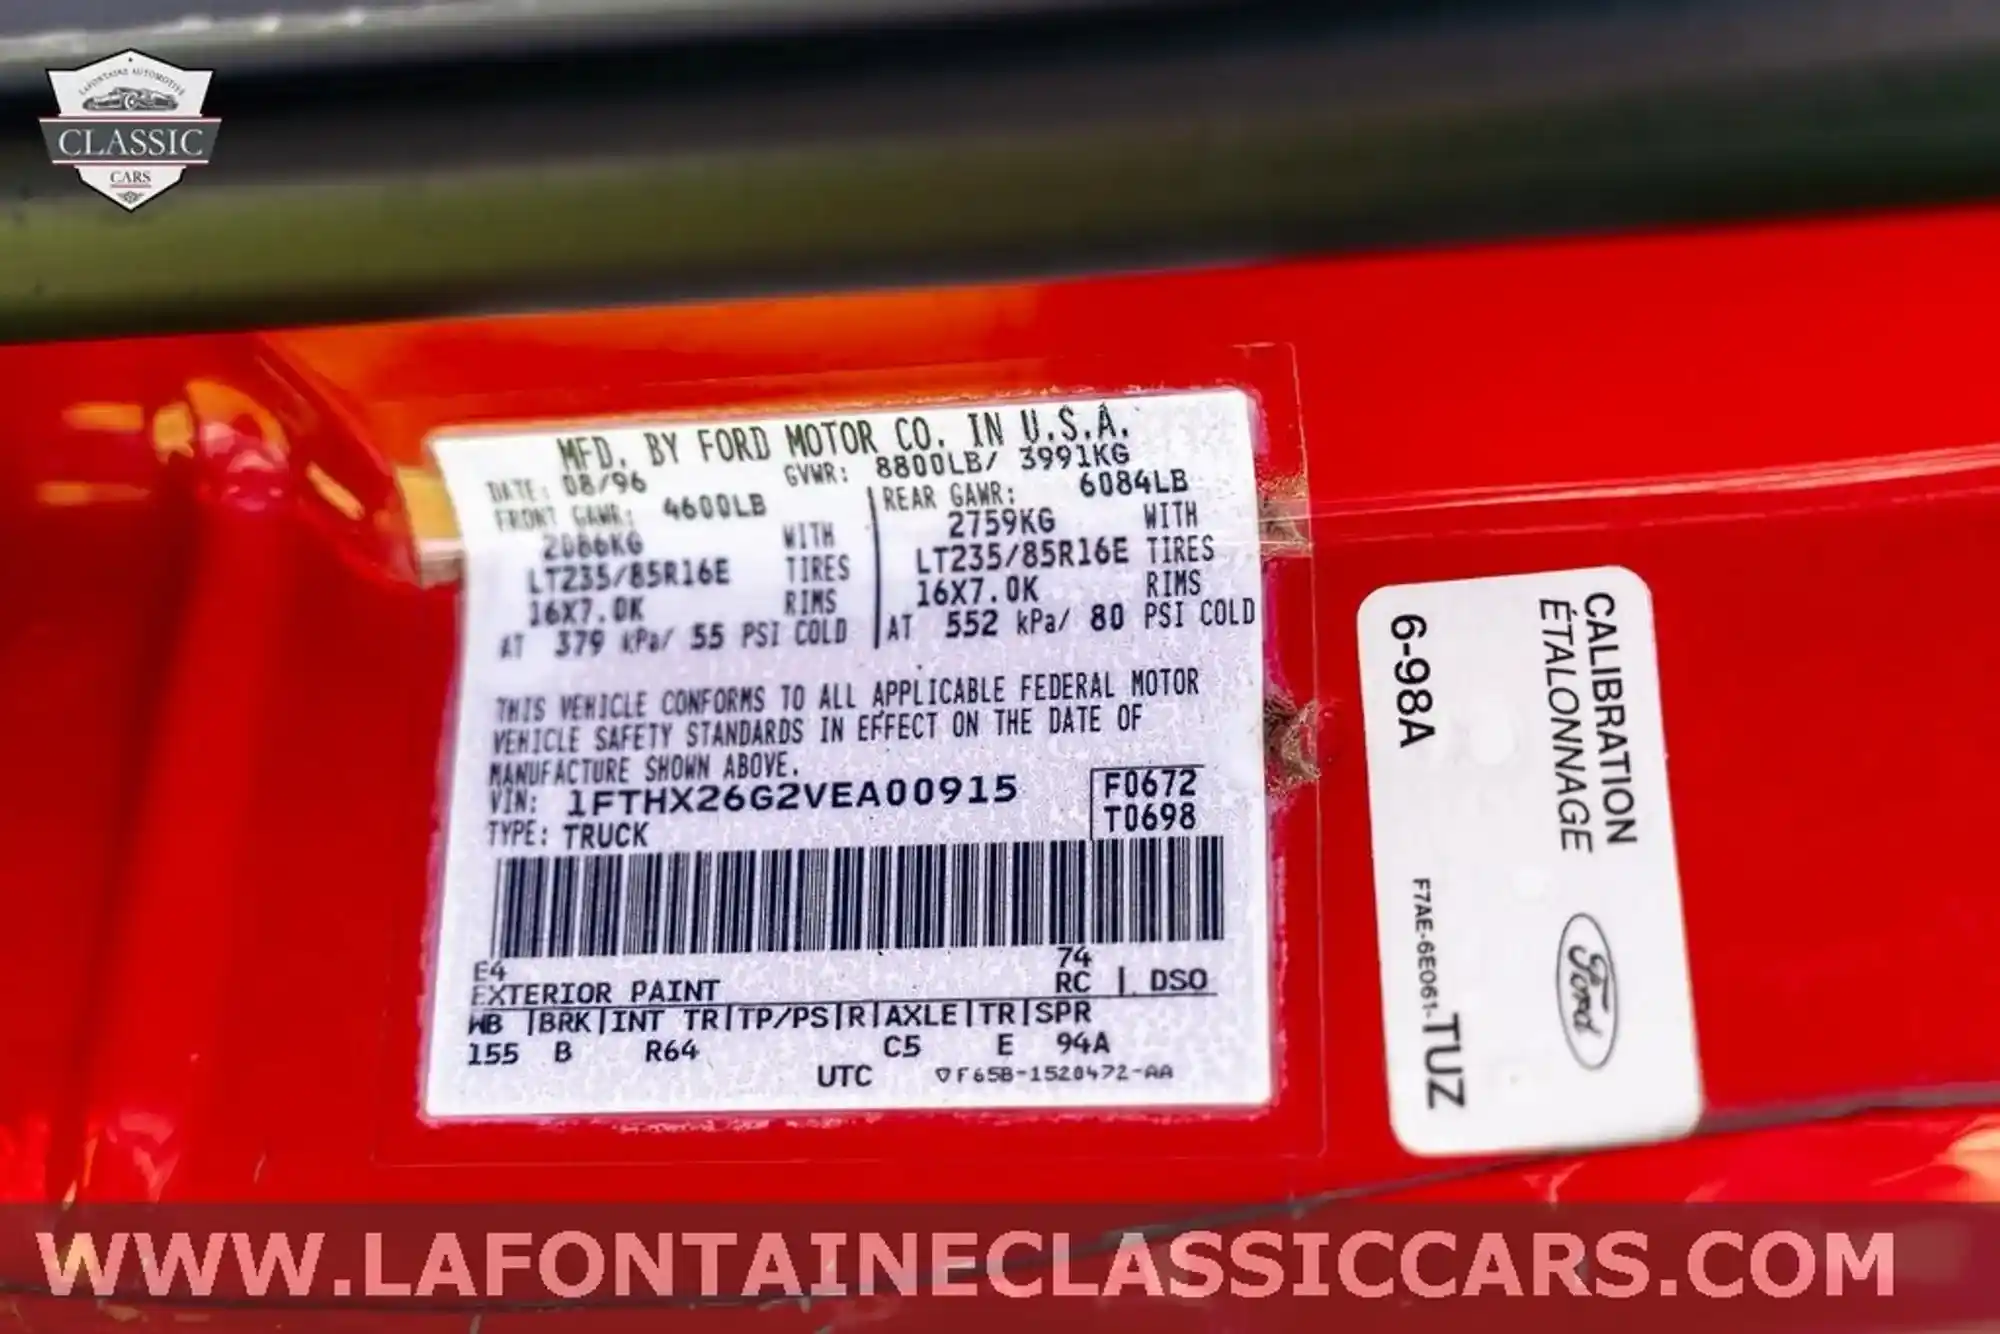 LAFONTAINE AUTOMOTIVE
CLASSIC
CARS
MFD. BY FORD MOTOR CO. IN U.S.A.
DATE: 08/96 GVWR: 8800LB/ 3991KG
FRONT GAWR: 4600LB
2086KG WITH
LT235/85R16E TIRES
16X7.0K RIMS
AT 379 kPa/ 55 PSI COLD
REAR GAWR: 6084LB
2759KG WITH
LT235/85R16E TIRES
16X7.0K RIMS
AT 552 kPa/ 80 PSI COLD
THIS VEHICLE CONFORMS TO ALL APPLICABLE FEDERAL MOTOR
VEHICLE SAFETY STANDARDS IN EFFECT ON THE DATE OF
MANUFACTURE SHOWN ABOVE.
VIN: 1FTHX26G2VEA00915
TYPE: TRUCK
F0672
T0698
E4 74
EXTERIOR PAINT RC | DSO
WB |BRK|INT TR|TP/PS|R|AXLE|TR|SPR
155 B R64 C5 E 94A
UTC ▽F65B-1520472-AA
CALIBRATION
ÉTALONNAGE
Ford
6-98A
F7AE-6E061-TUZ
WWW.LAFONTAINECLASSICCARS.COM